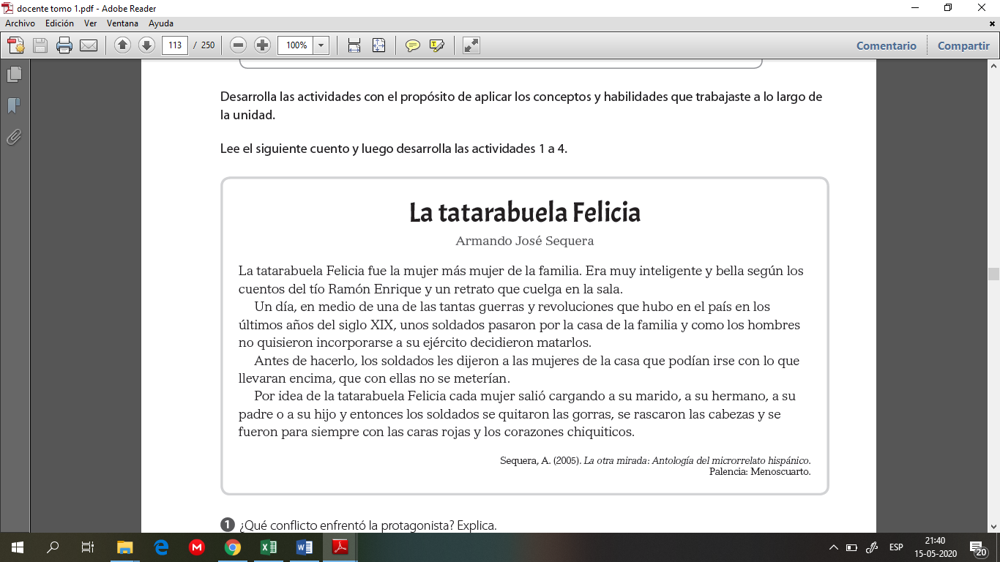 docente tomo 1.pdf - Adobe Reader
Archivo Edición Ver Ventana Ayuda
113 / 250 100% Comentario Compartir
Desarrolla las actividades con el propósito de aplicar los conceptos y habilidades que trabajaste a lo largo de
la unidad.
Lee el siguiente cuento y luego desarrolla las actividades 1 a 4.
La tatarabuela Felicia
Armando José Sequera
La tatarabuela Felicia fue la mujer más mujer de la familia. Era muy inteligente y bella según los
cuentos del tío Ramón Enrique y un retrato que cuelga en la sala.
Un día, en medio de una de las tantas guerras y revoluciones que hubo en el país en los
últimos años del siglo XIX, unos soldados pasaron por la casa de la familia y como los hombres
no quisieron incorporarse a su ejército decidieron matarlos.
Antes de hacerlo, los soldados les dijeron a las mujeres de la casa que podían irse con lo que
llevaran encima, que con ellas no se meterían.
Por idea de la tatarabuela Felicia cada mujer salió cargando a su marido, a su hermano, a su
padre o a su hijo y entonces los soldados se quitaron las gorras, se rascaron las cabezas y se
fueron para siempre con las caras rojas y los corazones chiquiticos.
Sequera, A. (2005). La otra mirada: Antología del microrrelato hispánico.
Palencia: Menoscuarto.
1 ¿Qué conflicto enfrentó la protagonista? Explica.
ESP
21:40
15-05-2020
20